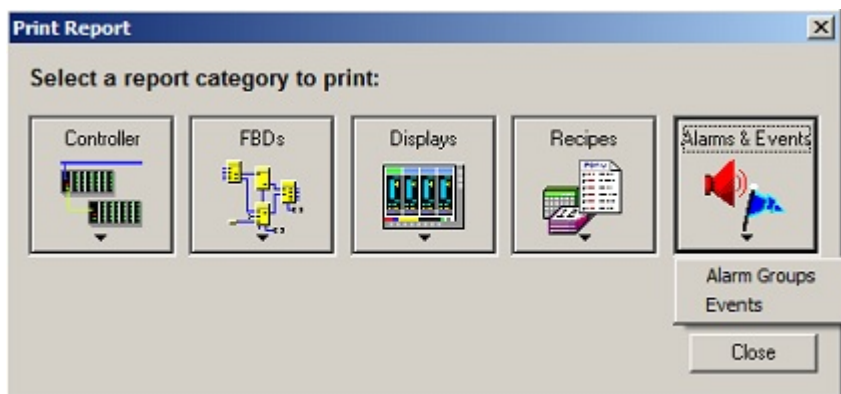 Print Report
Select a report category to print:
Controller
FBDs
Displays
Recipes
Alarms & Events
Alarm Groups
Events
Close